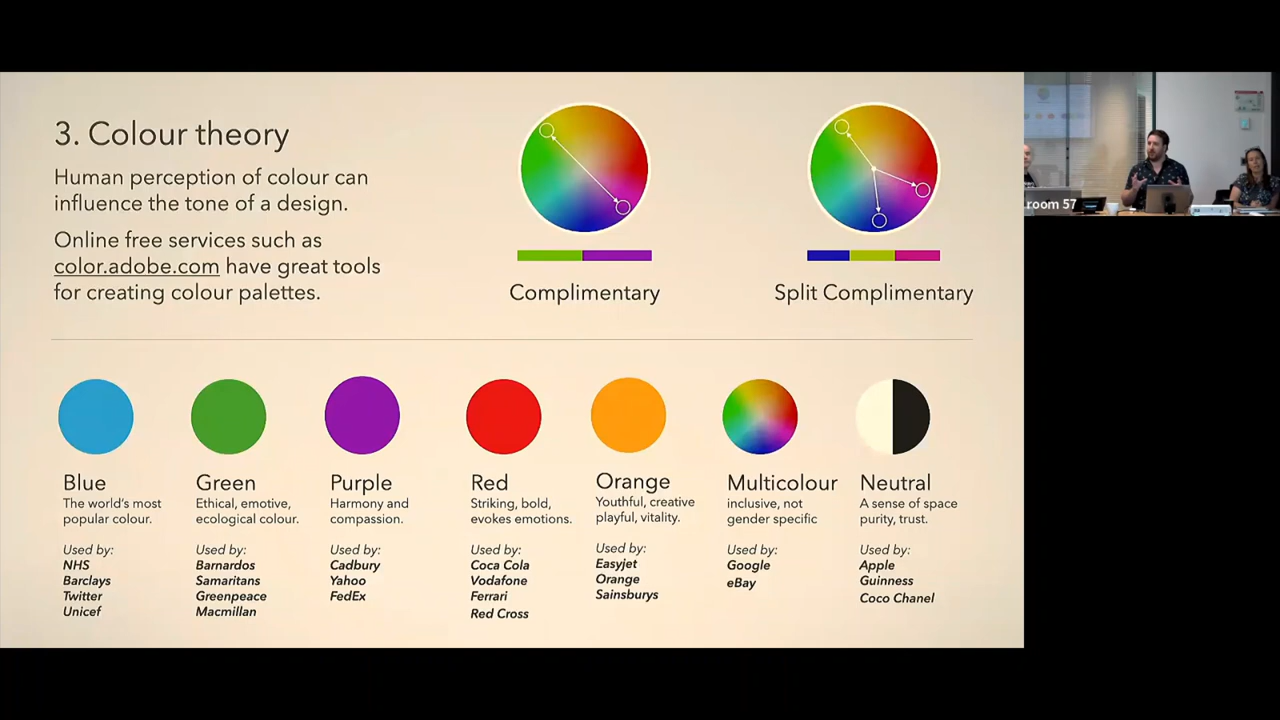 3. Colour theory
Human perception of colour can
influence the tone of a design.
Online free services such as
color.adobe.com have great tools
for creating colour palettes.
Complimentary
Split Complimentary
room 57
Blue
The world's most
popular colour.
Used by:
NHS
Barclays
Twitter
Unicef
Green
Ethical, emotive,
ecological colour.
Used by:
Barnardos
Samaritans
Greenpeace
Macmillan
Purple
Harmony and
compassion.
Used by:
Cadbury
Yahoo
FedEx
Red
Striking, bold,
evokes emotions.
Used by:
Coca Cola
Vodafone
Ferrari
Red Cross
Orange
Youthful, creative
playful, vitality.
Used by:
Easyjet
Orange
Sainsburys
Multicolour
inclusive, not
gender specific
Used by:
Google
eBay
Neutral
A sense of space
purity, trust.
Used by:
Apple
Guinness
Coco Chanel